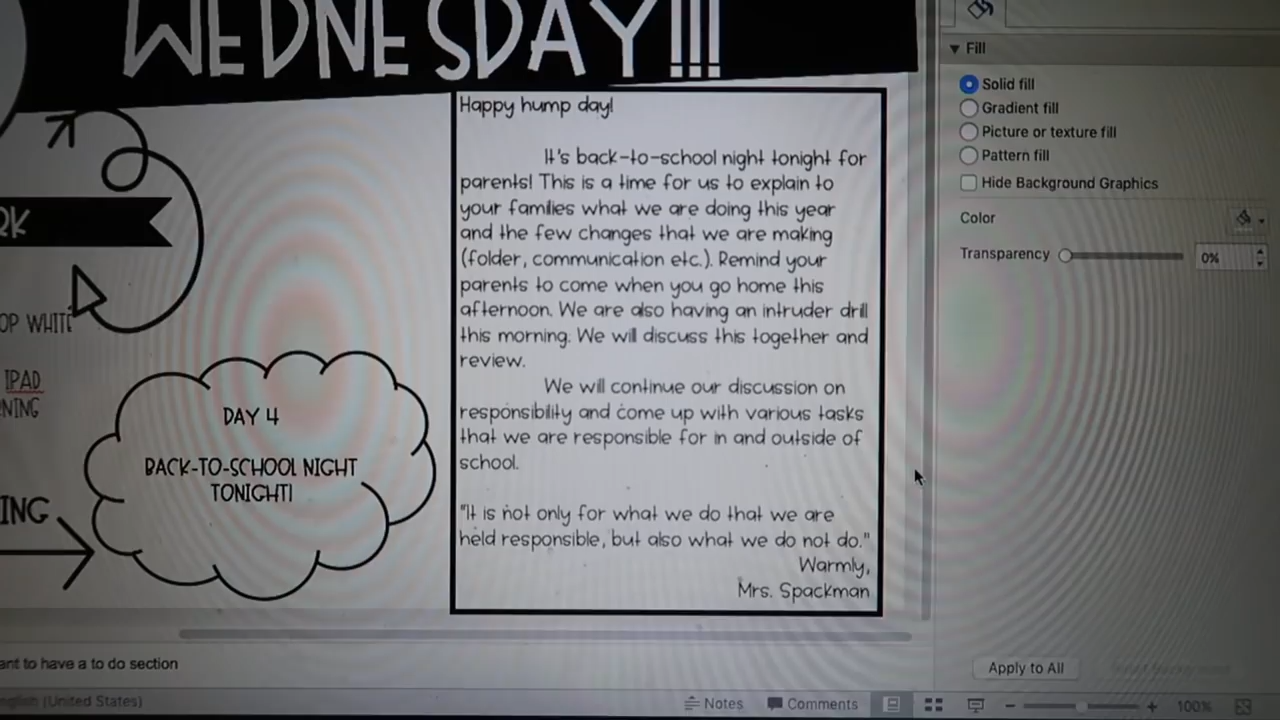 WEDNESDAY!!!
Happy hump day!
It's back-to-school night tonight for
parents! This is a time for us to explain to
your families what we are doing this year
and the few changes that we are making
(folder, communication etc.). Remind your
parents to come when you go home this
afternoon. We are also having an intruder drill
this morning. We will discuss this together and
review.
We will continue our discussion on
responsibility and come up with various tasks
that we are responsible for in and outside of
school.
"It is not only for what we do that we are
held responsible, but also what we do not do."
Warmly,
Mrs. Spackman
RK
OP WHITE
IPAD
NING
ING
DAY 4
BACK-TO-SCHOOL NIGHT
TONIGHT!
Fill
Solid fill
Gradient fill
Picture or texture fill
Pattern fill
Hide Background Graphics
Color
Transparency
0%
Apply to All
ant to have a to do section
nglish (United States)
Notes
Comments
100%